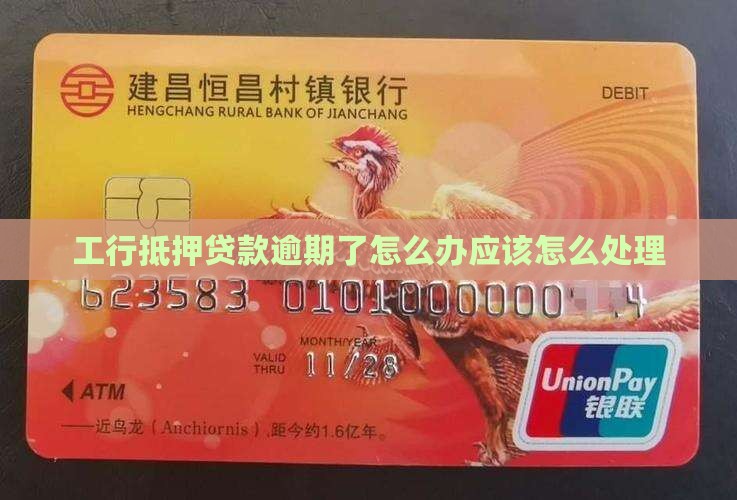 建昌恒昌村镇银行
HENGCHANG RURAL BANK OF JIANCHANG
DEBIT
工行抵押贷款逾期了怎么办应该怎么处理
623583 0101000000 4
MONTH/YEAR
VALID THRU 11/28
ATM
UnionPay
银联
——近鸟龙（Anchiornis）,距今约1.6亿年。